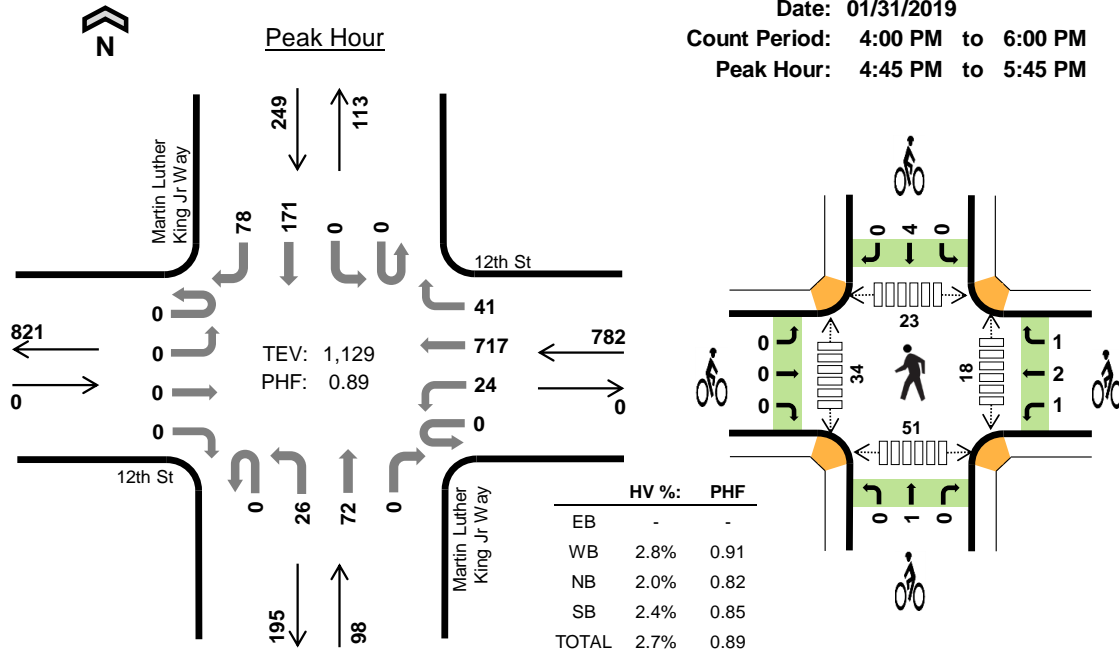 N
Peak Hour
Date: 01/31/2019
Count Period: 4:00 PM to 6:00 PM
Peak Hour: 4:45 PM to 5:45 PM
249
113
Martin Luther
King Jr Way
78
171
0
0
12th St
0
0
0
0
821
0
TEV: 1,129
PHF: 0.89
41
717
24
0
782
0
12th St
0
26
72
0
Martin Luther
King Jr Way
195
98
0
4
0
23
0
0
0
34
18
1
2
1
51
0
1
0
HV %: PHF
EB - -
WB 2.8% 0.91
NB 2.0% 0.82
SB 2.4% 0.85
TOTAL 2.7% 0.89